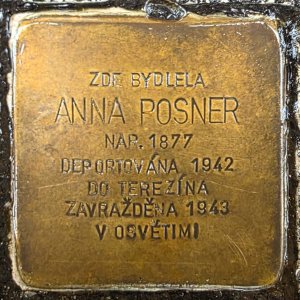 ZDE BYDLELA
ANNA POSNER
NAR. 1877
DEPORTOVÁNA 1942
DO TEREZÍNA
ZAVRAŽDĚNA 1943
V OSVĚTIMI